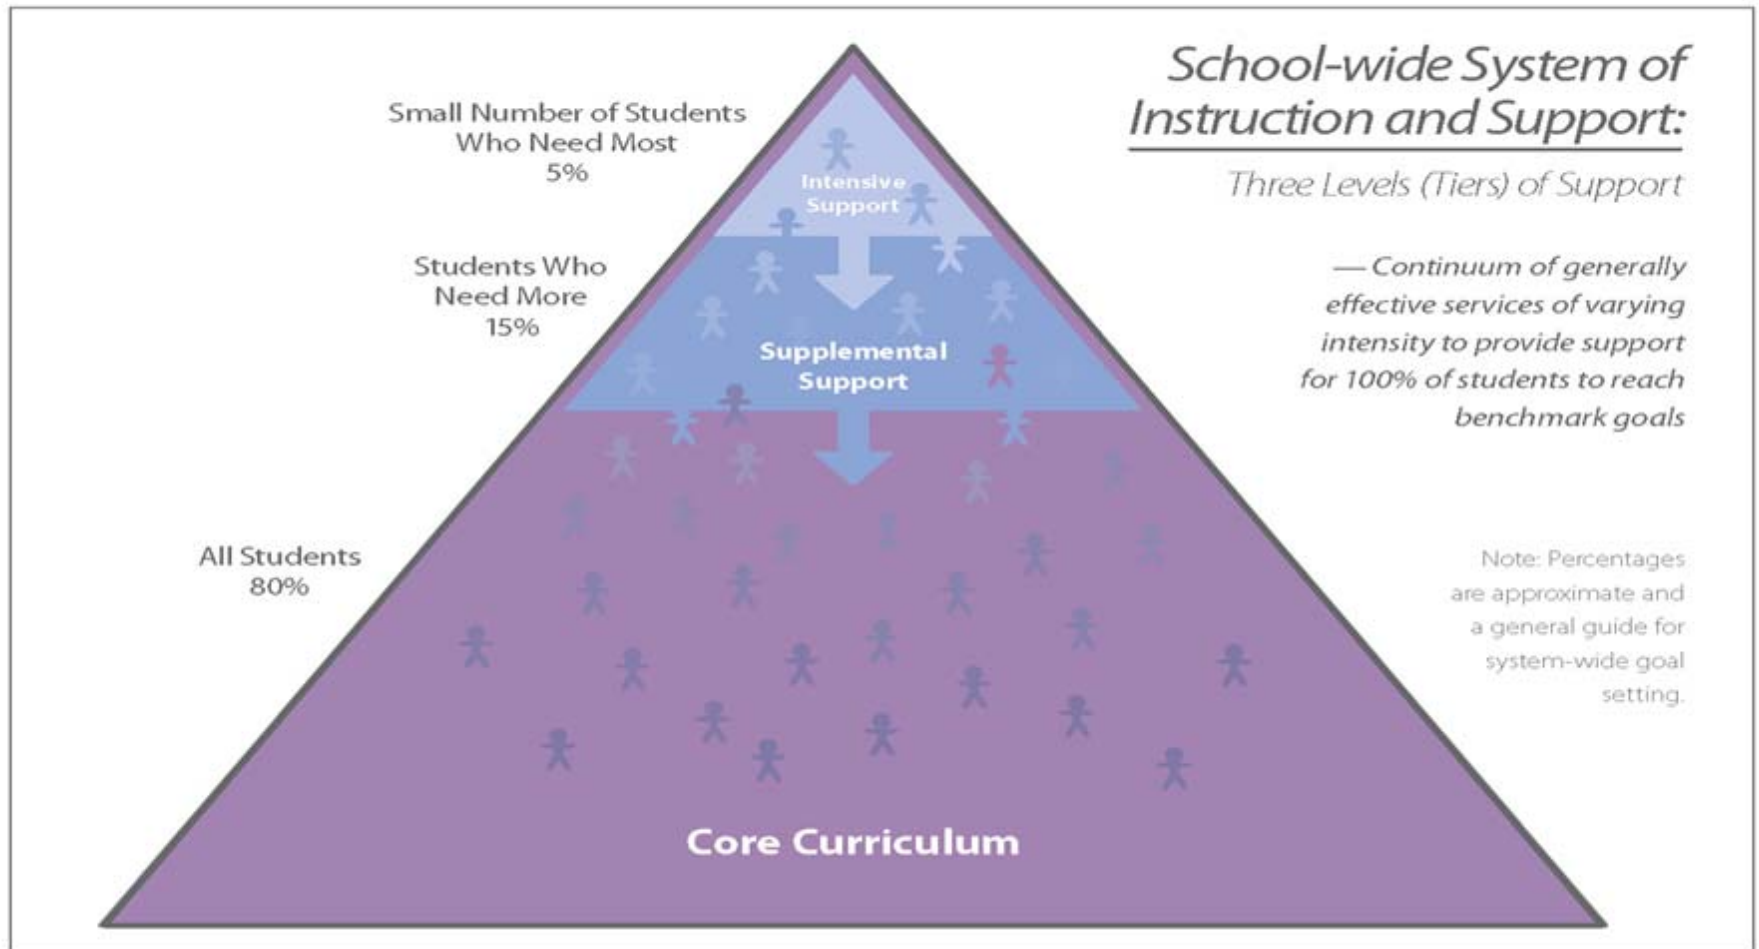 School-wide System of
Instruction and Support:
Three Levels (Tiers) of Support
— Continuum of generally
effective services of varying
intensity to provide support
for 100% of students to reach
benchmark goals
Note: Percentages
are approximate and
a general guide for
system-wide goal
setting.
Small Number of Students
Who Need Most
5%
Intensive
Support
Students Who
Need More
15%
Supplemental
Support
All Students
80%
Core Curriculum